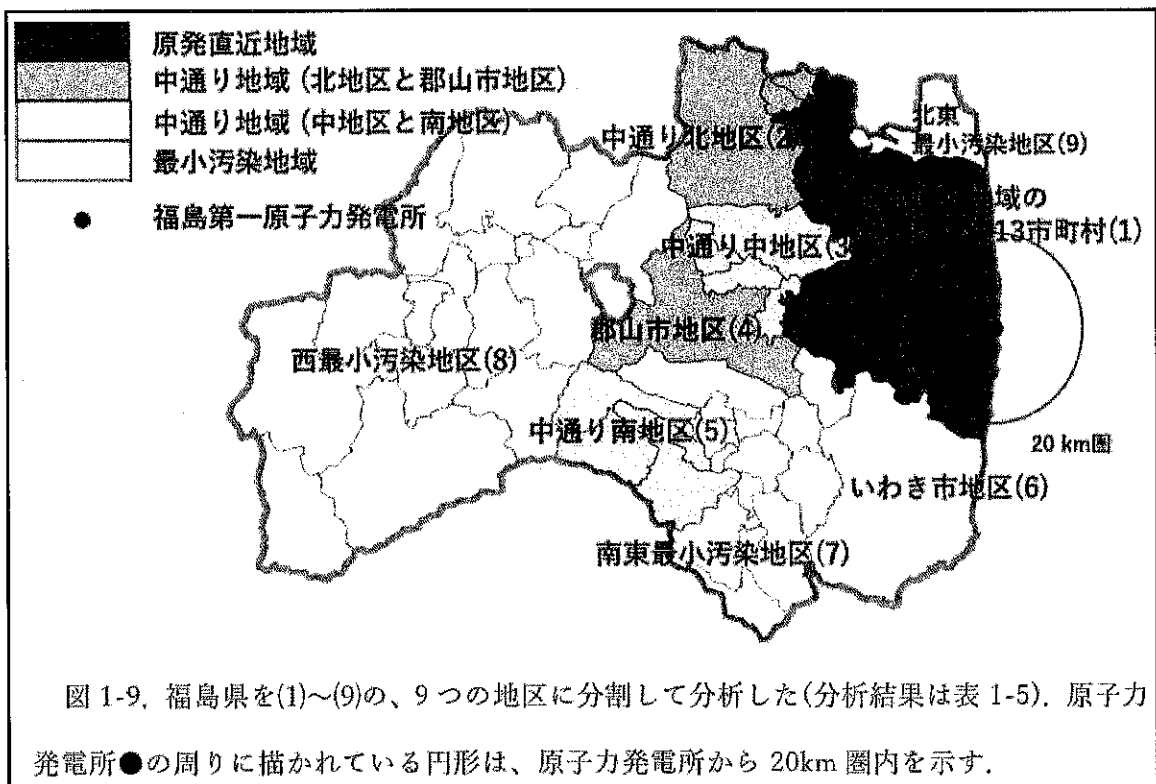 原発直近地域
中通り地域 (北地区と郡山市地区)
中通り地域 (中地区と南地区)
最小汚染地域
● 福島第一原子力発電所
中通り北地区(2
北東
最小汚染地区(9)
域の
13市町村(1)
中通り中地区(3
郡山市地区(4)
西最小汚染地区(8)
中通り南地区(5)
20 km圏
いわき市地区(6)
南東最小汚染地区(7)
図 1-9. 福島県を(1)～(9)の、9 つの地区に分割して分析した(分析結果は表 1-5). 原子力
発電所●の周りに描かれている円形は、原子力発電所から 20km 圏内を示す.